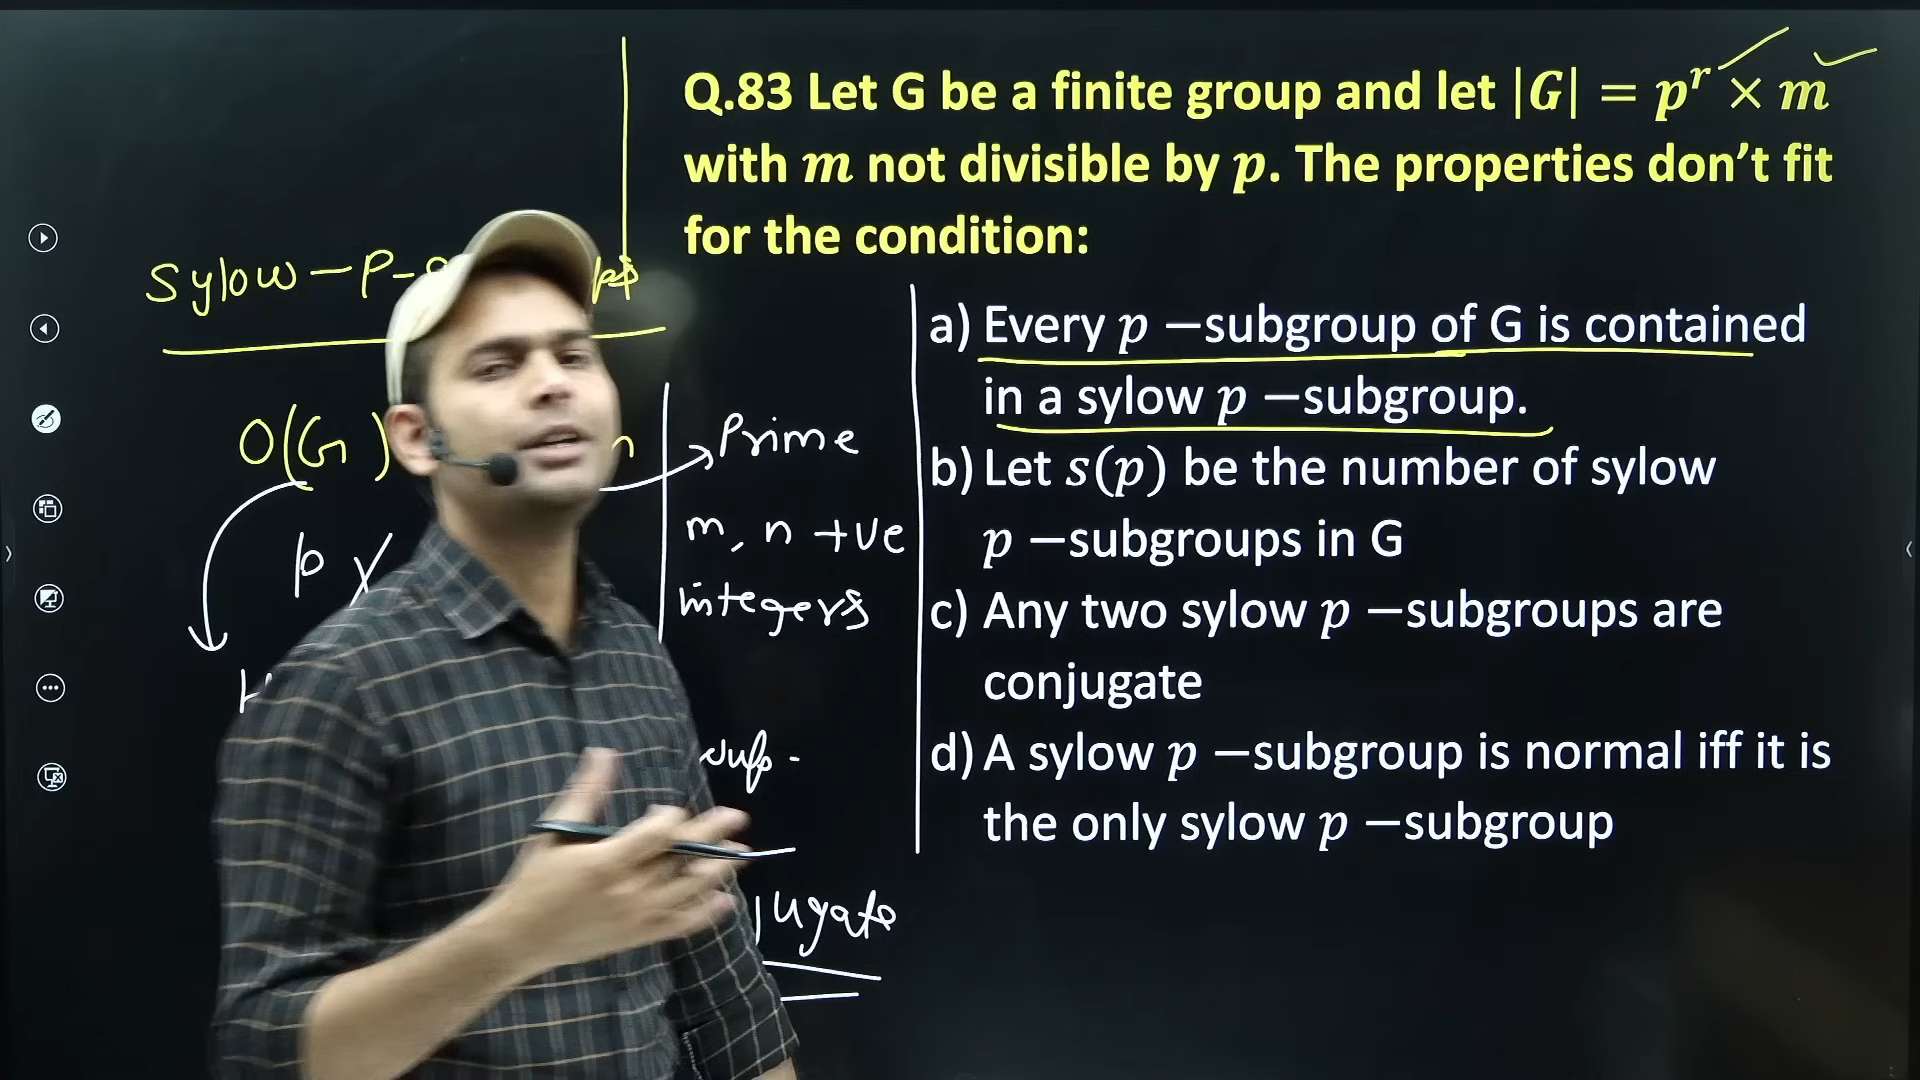 Q.83 Let G be a finite group and let |G| = p^r × m
with m not divisible by p. The properties don't fit
for the condition:
a) Every p −subgroup of G is contained
in a sylow p −subgroup.
b) Let s(p) be the number of sylow
p −subgroups in G
c) Any two sylow p −subgroups are
conjugate
d) A sylow p −subgroup is normal iff it is
the only sylow p −subgroup
Sylow-P-
O(G)
Prime
m, n +ve
integers
p